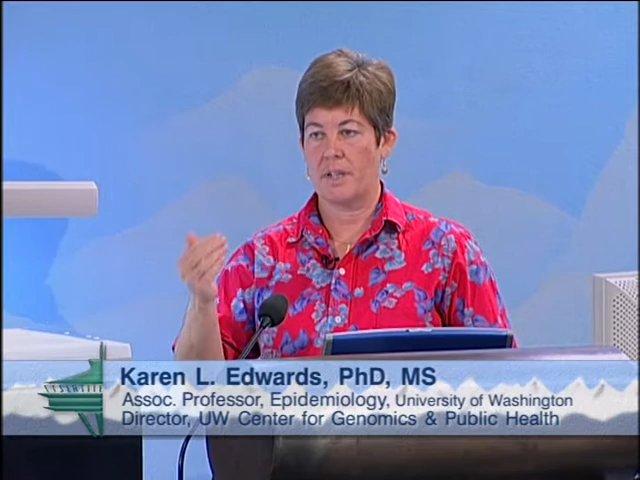 Karen L. Edwards, PhD, MS
Assoc. Professor, Epidemiology, University of Washington
Director, UW Center for Genomics & Public Health